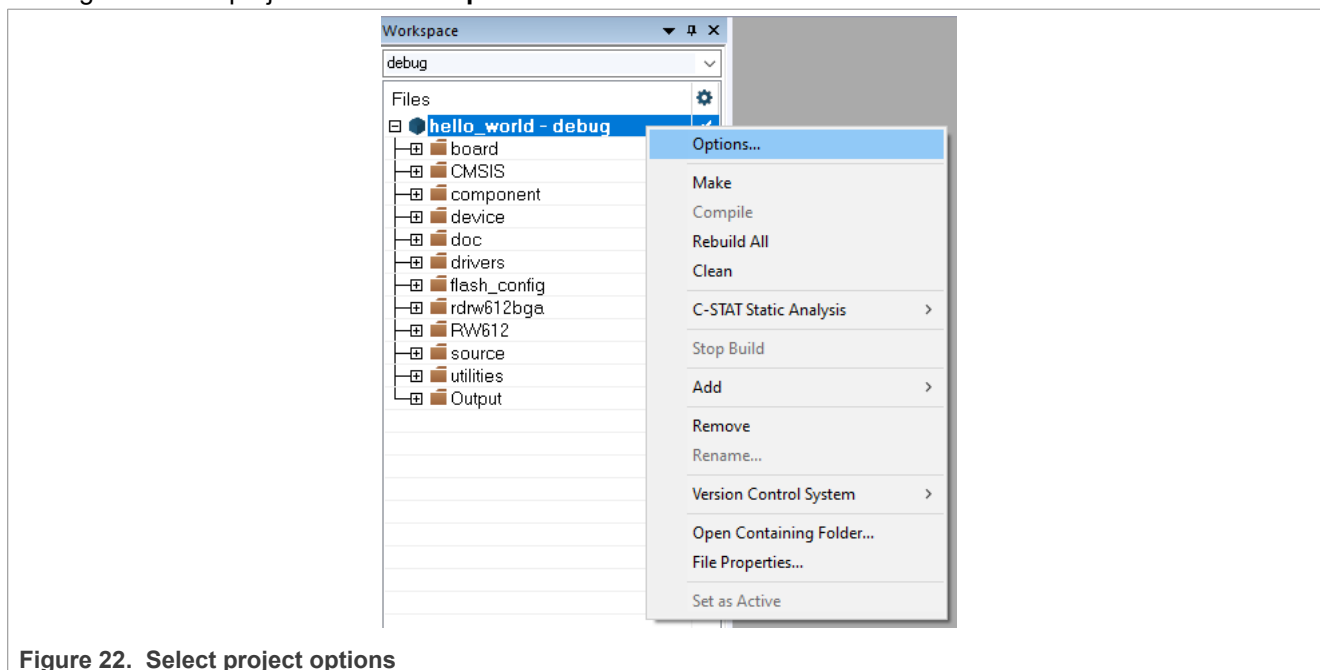 Workspace
debug
Files
hello_world - debug
board
CMSIS
component
device
doc
drivers
flash_config
rdrw612bga
RW612
source
utilities
Output
Options...
Make
Compile
Rebuild All
Clean
C-STAT Static Analysis
Stop Build
Add
Remove
Rename...
Version Control System
Open Containing Folder...
File Properties...
Set as Active
Figure 22. Select project options